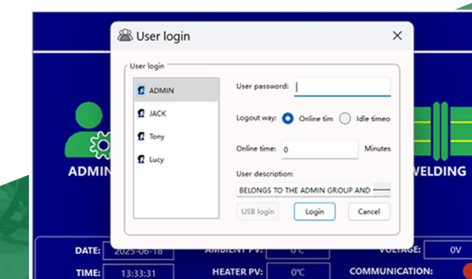 User login
User login
ADMIN
JACK
Tony
Lucy
User password:
Logout way: Online tim Idle timeo
Online time: 0 Minutes
User description:
BELONGS TO THE ADMIN GROUP AND
USB login Login Cancel
ADMIN
WELDING
DATE: 2025-06-18 AMBIENT PV: 0°C VOLTAGE: 0V
TIME: 13:33:31 HEATER PV: 0°C COMMUNICATION: